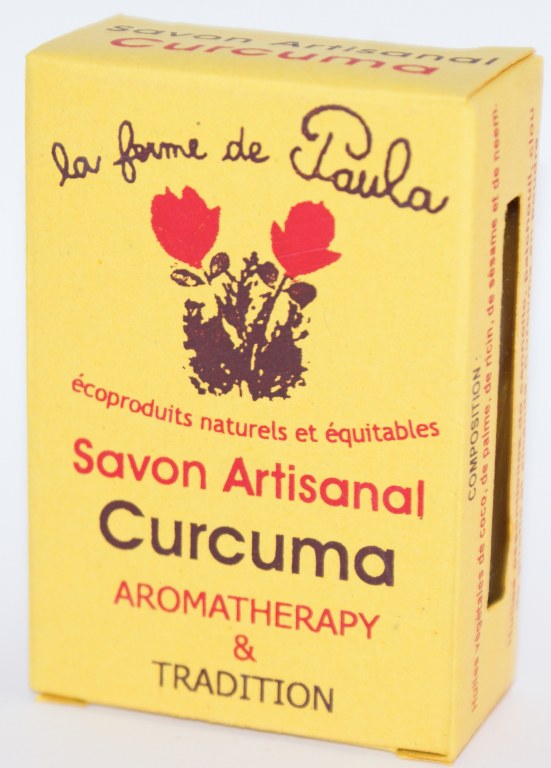 Savon Artisanal
Curcuma
la ferme de Paula
écoproduits naturels et équitables
Savon Artisanal
Curcuma
AROMATHERAPY
&
TRADITION
COMPOSITION :
Huiles végétales de coco, de palme, de ricin, de sésame et de neem.